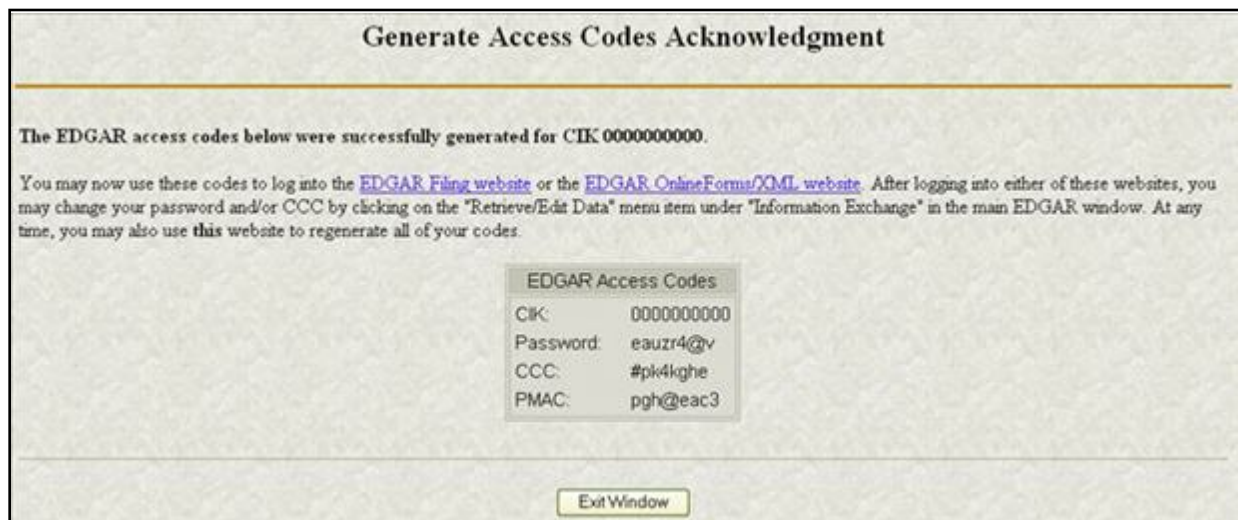 Generate Access Codes Acknowledgment
The EDGAR access codes below were successfully generated for CIK 0000000000.
You may now use these codes to log into the EDGAR Filing website or the EDGAR OnlineForms/XML website. After logging into either of these websites, you
may change your password and/or CCC by clicking on the "Retrieve/Edit Data" menu item under "Information Exchange" in the main EDGAR window. At any
time, you may also use this website to regenerate all of your codes.
EDGAR Access Codes
CIK: 0000000000
Password: eauzr4@v
CCC: #pk4kghe
PMAC: pgh@eac3
Exit Window